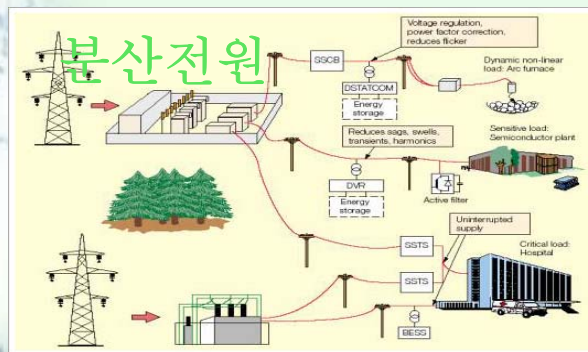 분산전원
Voltage regulation,
power factor correction,
reduces flicker
SSCB
Dynamic non-linear
load: Arc furnace
DSTATCOM
Energy
storage
Reduces sags, swells,
transients, harmonics
Sensitive load:
Semiconductor plant
DVR
Energy
storage
Active filter
Uninterrupted
supply
SSTS
Critical load:
Hospital
SSTS
BESS